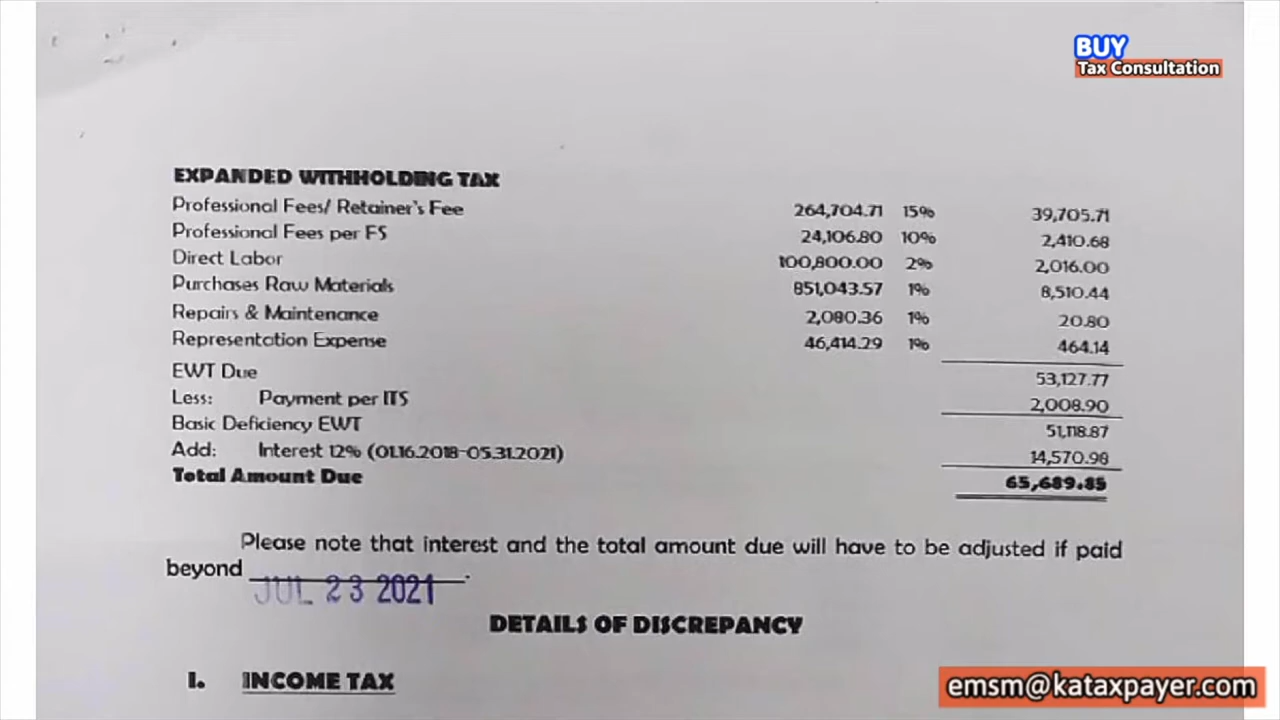 BUY
Tax Consultation
EXPANDED WITHHOLDING TAX
Professional Fees/ Retainer's Fee 264,704.71 15% 39,705.71
Professional Fees per FS 24,106.80 10% 2,410.68
Direct Labor 100,800.00 2% 2,016.00
Purchases Raw Materials 851,043.57 1% 8,510.44
Repairs & Maintenance 2,080.36 1% 20.80
Representation Expense 46,414.29 1% 464.14
EWT Due 53,127.77
Less: Payment per ITS 2,008.90
Basic Deficiency EWT 51,118.87
Add: Interest 12% (01.16.2018-05.31.2021) 14,570.98
Total Amount Due 65,689.85
Please note that interest and the total amount due will have to be adjusted if paid
beyond JUL 23 2021.
DETAILS OF DISCREPANCY
I. INCOME TAX
emsm@kataxpayer.com